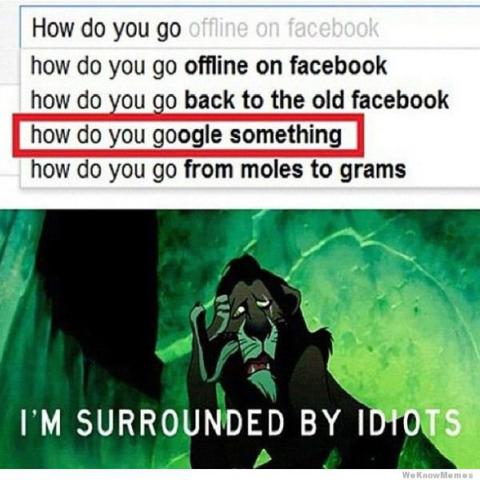 How do you go offline on facebook
how do you go offline on facebook
how do you go back to the old facebook
how do you google something
how do you go from moles to grams
I'M SURROUNDED BY IDIOTS
WeKnowMemes